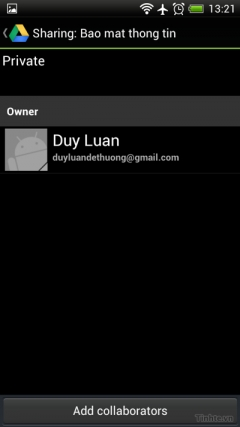 13:21
Sharing: Bao mat thong tin
Private
Owner
Duy Luan
duyluandethuong@gmail.com
Add collaborators
Tinhte.vn